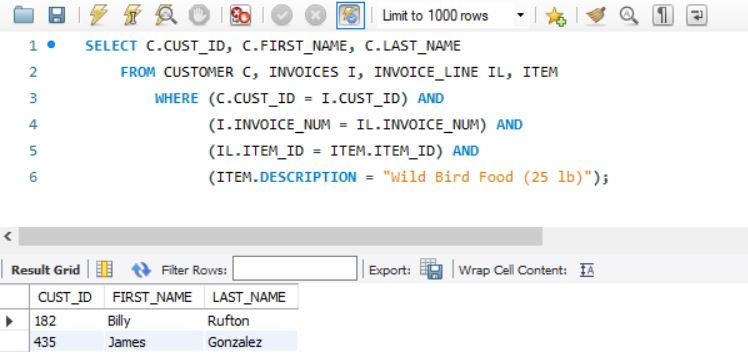 Limit to 1000 rows
1 SELECT C.CUST_ID, C.FIRST_NAME, C.LAST_NAME
2 FROM CUSTOMER C, INVOICES I, INVOICE_LINE IL, ITEM
3 WHERE (C.CUST_ID = I.CUST_ID) AND
4 (I.INVOICE_NUM = IL.INVOICE_NUM) AND
5 (IL.ITEM_ID = ITEM.ITEM_ID) AND
6 (ITEM.DESCRIPTION = "Wild Bird Food (25 lb)");
Result Grid Filter Rows: Export: Wrap Cell Content: IA
CUST_ID FIRST_NAME LAST_NAME
182 Billy Rufton
435 James Gonzalez